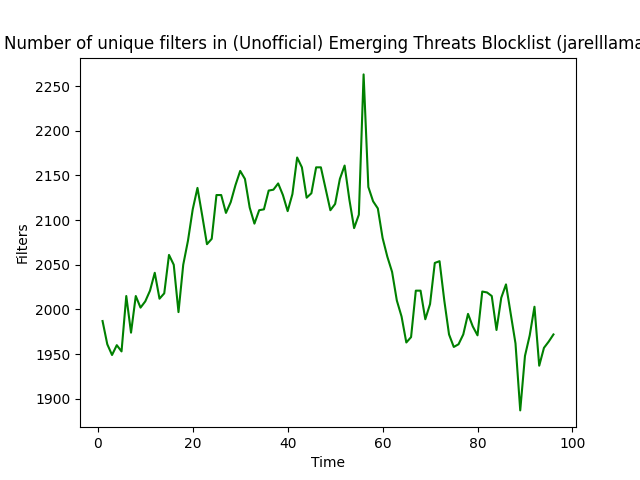 Number of unique filters in (Unofficial) Emerging Threats Blocklist (jarelllama
2250
2200
2150
2100
2050
2000
1950
1900
Filters
0 20 40 60 80 100
Time